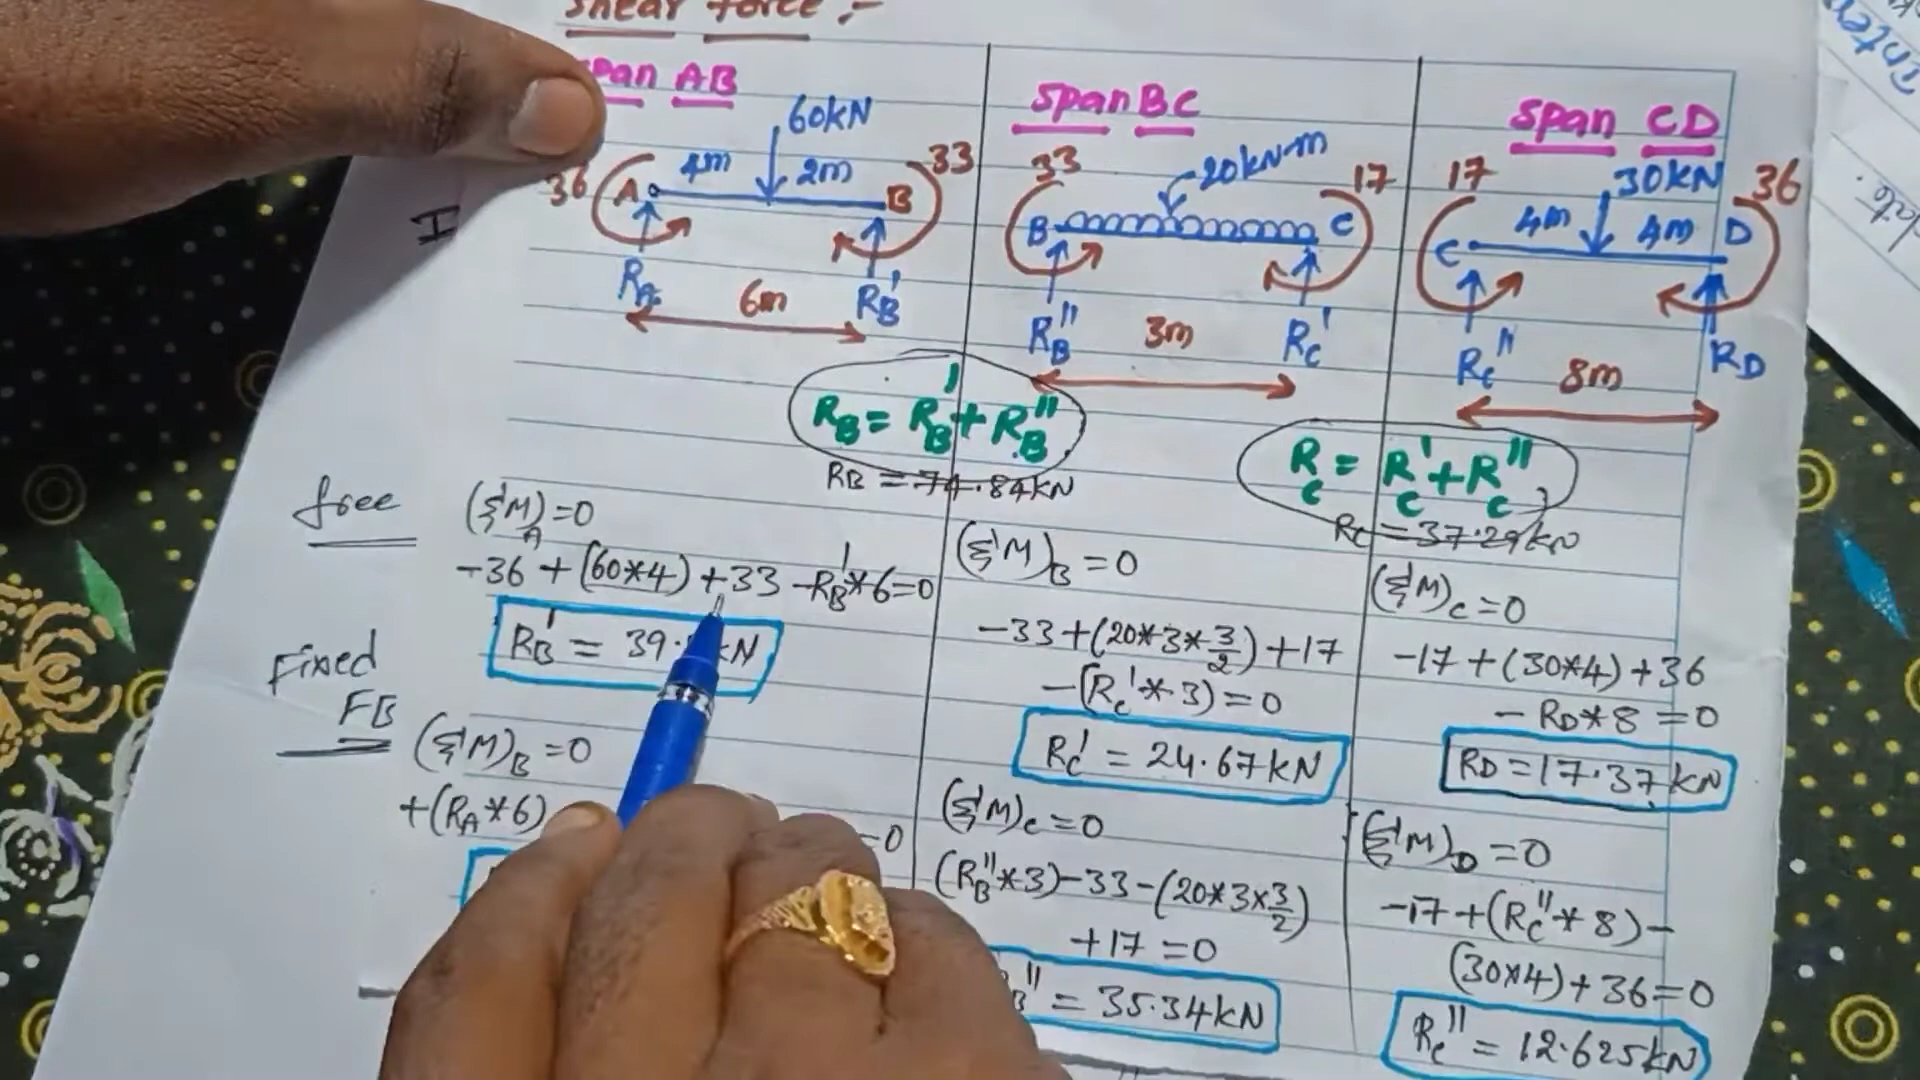 Shear force :-
span AB
60kN
4m 2m
36 A B 33
RA RB'
6m
span BC
33 20kN-m 17
B C
RB'' RC'
3m
span CD
17 30kN 36
4m 4m
C D
RC'' RD
8m
RB = RB' + RB''
RB = 74.84kN
RC = RC' + RC''
RC = 37.29kN
free
(ΣM)A = 0
-36 + (60*4) + 33 - RB'*6 = 0
RB' = 39. kN
Fixed
FB
(ΣM)B = 0
+(RA*6) =0
(ΣM)B = 0
-33 + (20*3*3/2) + 17
-(RC'*3) = 0
RC' = 24.67kN
(ΣM)C = 0
(RB''*3) - 33 - (20*3×3/2)
+17 = 0
B'' = 35.34kN
(ΣM)C = 0
-17 + (30*4) + 36
- RD*8 = 0
RD = 17.37 kN
(ΣM)D = 0
-17 + (RC''*8) -
(30×4) + 36 = 0
RC'' = 12.625kN